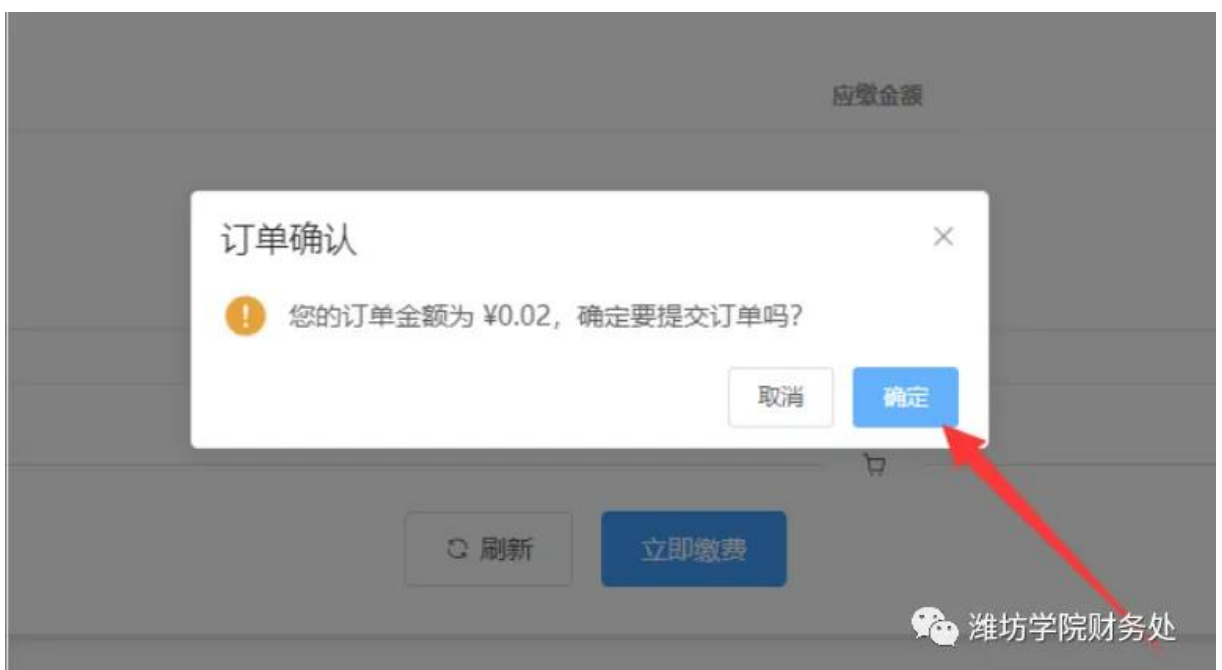 应缴金额
订单确认
您的订单金额为 ¥0.02，确定要提交订单吗?
取消
确定
刷新
立即缴费
潍坊学院财务处